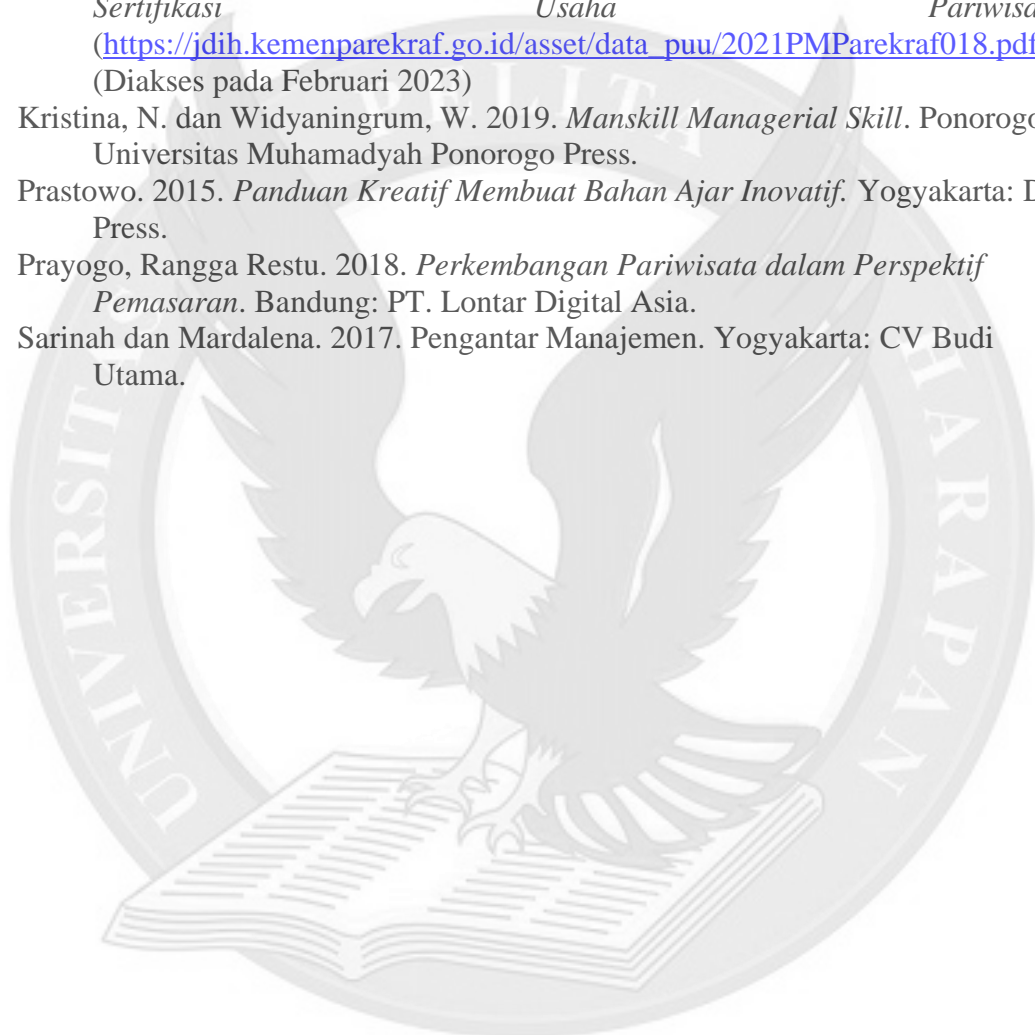 Sertifikasi Usaha Pariwisa
(https://jdih.kemenparekraf.go.id/asset/data_puu/2021PMParekraf018.pdf
(Diakses pada Februari 2023)
Kristina, N. dan Widyaningrum, W. 2019. Manskill Managerial Skill. Ponorogo
Universitas Muhamadyah Ponorogo Press.
Prastowo. 2015. Panduan Kreatif Membuat Bahan Ajar Inovatif. Yogyakarta: D
Press.
Prayogo, Rangga Restu. 2018. Perkembangan Pariwisata dalam Perspektif
Pemasaran. Bandung: PT. Lontar Digital Asia.
Sarinah dan Mardalena. 2017. Pengantar Manajemen. Yogyakarta: CV Budi
Utama.
UNIVERSITAS PELITA HARAPAN